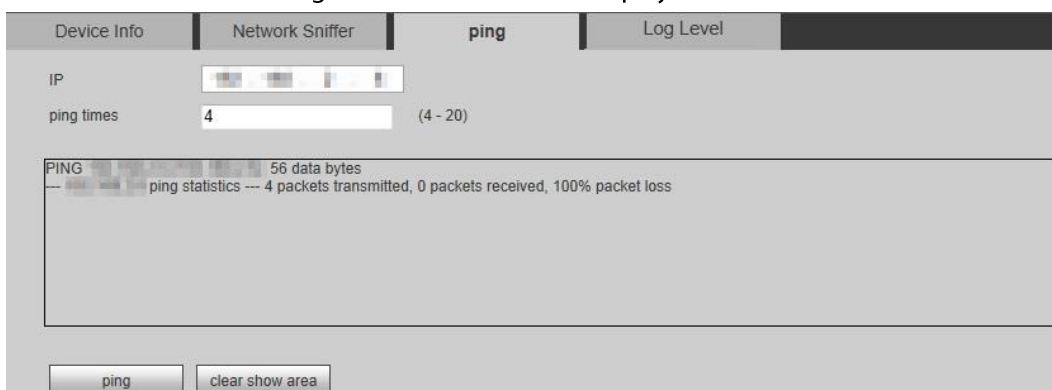 Device Info Network Sniffer ping Log Level
IP
ping times 4 (4 - 20)
PING 56 data bytes
--- ping statistics --- 4 packets transmitted, 0 packets received, 100% packet loss
ping clear show area